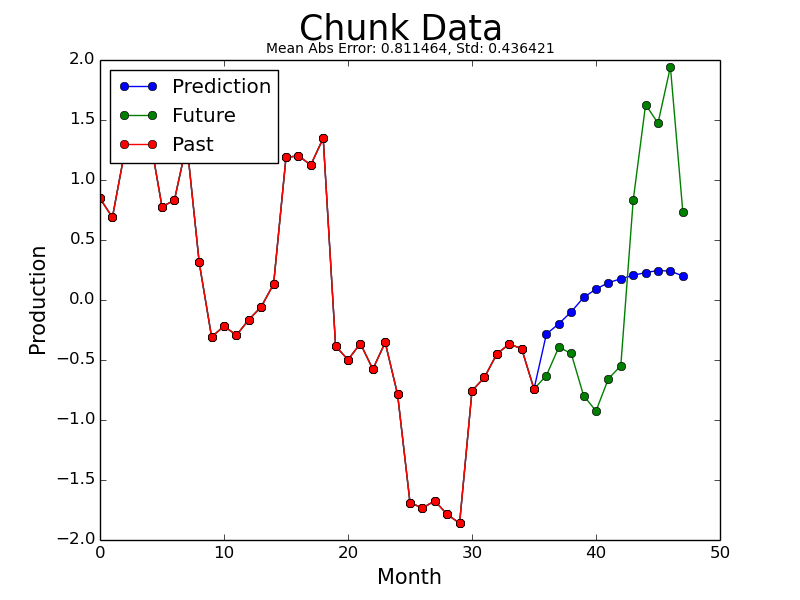 Chunk Data
Mean Abs Error: 0.811464, Std: 0.436421
Prediction
Future
Past
Production
2.0
1.5
1.0
0.5
0.0
−0.5
−1.0
−1.5
−2.0
0 10 20 30 40 50
Month